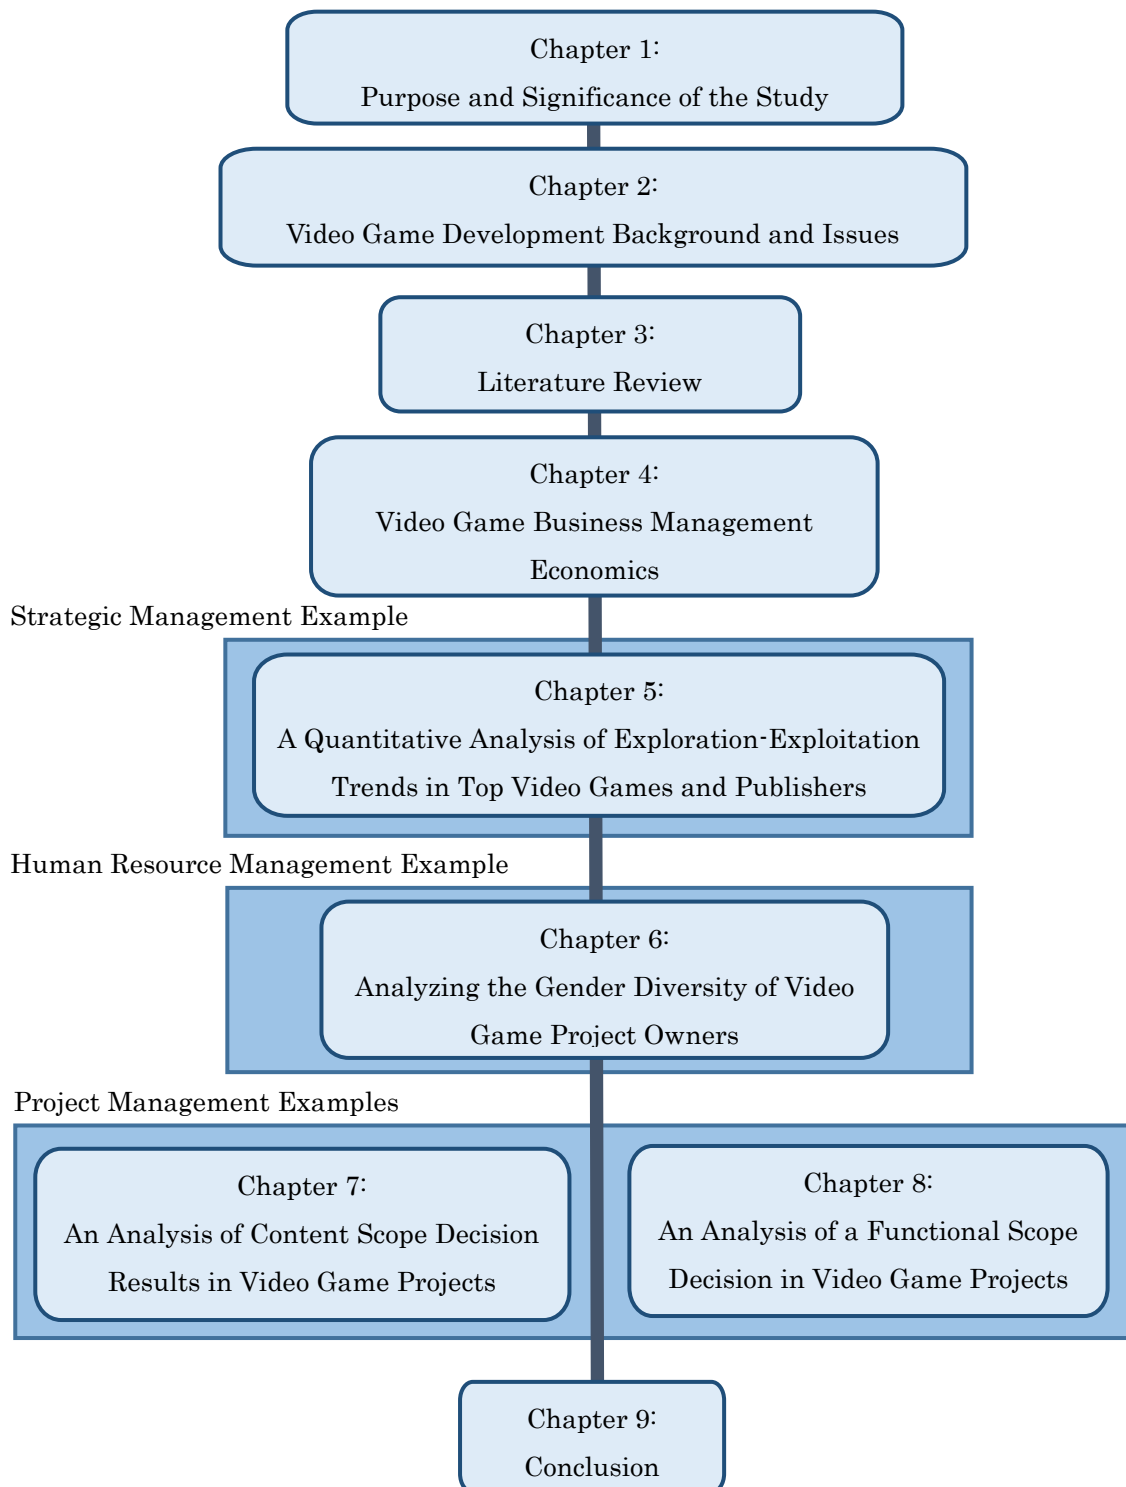 Chapter 1:
Purpose and Significance of the Study
Chapter 2:
Video Game Development Background and Issues
Chapter 3:
Literature Review
Chapter 4:
Video Game Business Management
Economics
Strategic Management Example
Chapter 5:
A Quantitative Analysis of Exploration-Exploitation
Trends in Top Video Games and Publishers
Human Resource Management Example
Chapter 6:
Analyzing the Gender Diversity of Video
Game Project Owners
Project Management Examples
Chapter 7:
An Analysis of Content Scope Decision
Results in Video Game Projects
Chapter 8:
An Analysis of a Functional Scope
Decision in Video Game Projects
Chapter 9:
Conclusion